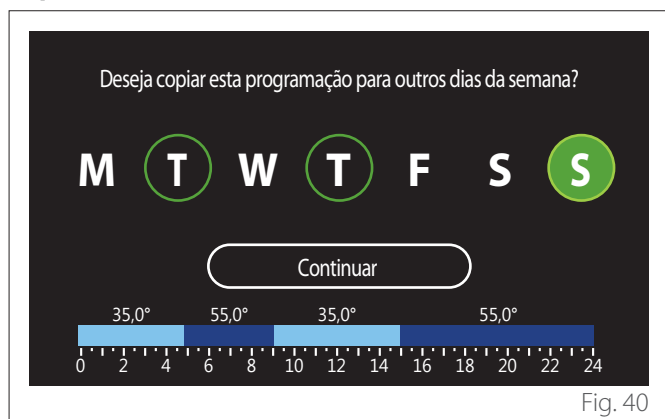 Deseja copiar esta programação para outros dias da semana?
M T W T F S S
Continuar
35,0° 55,0° 35,0° 55,0°
0 2 4 6 8 10 12 14 16 18 20 22 24
Fig. 40